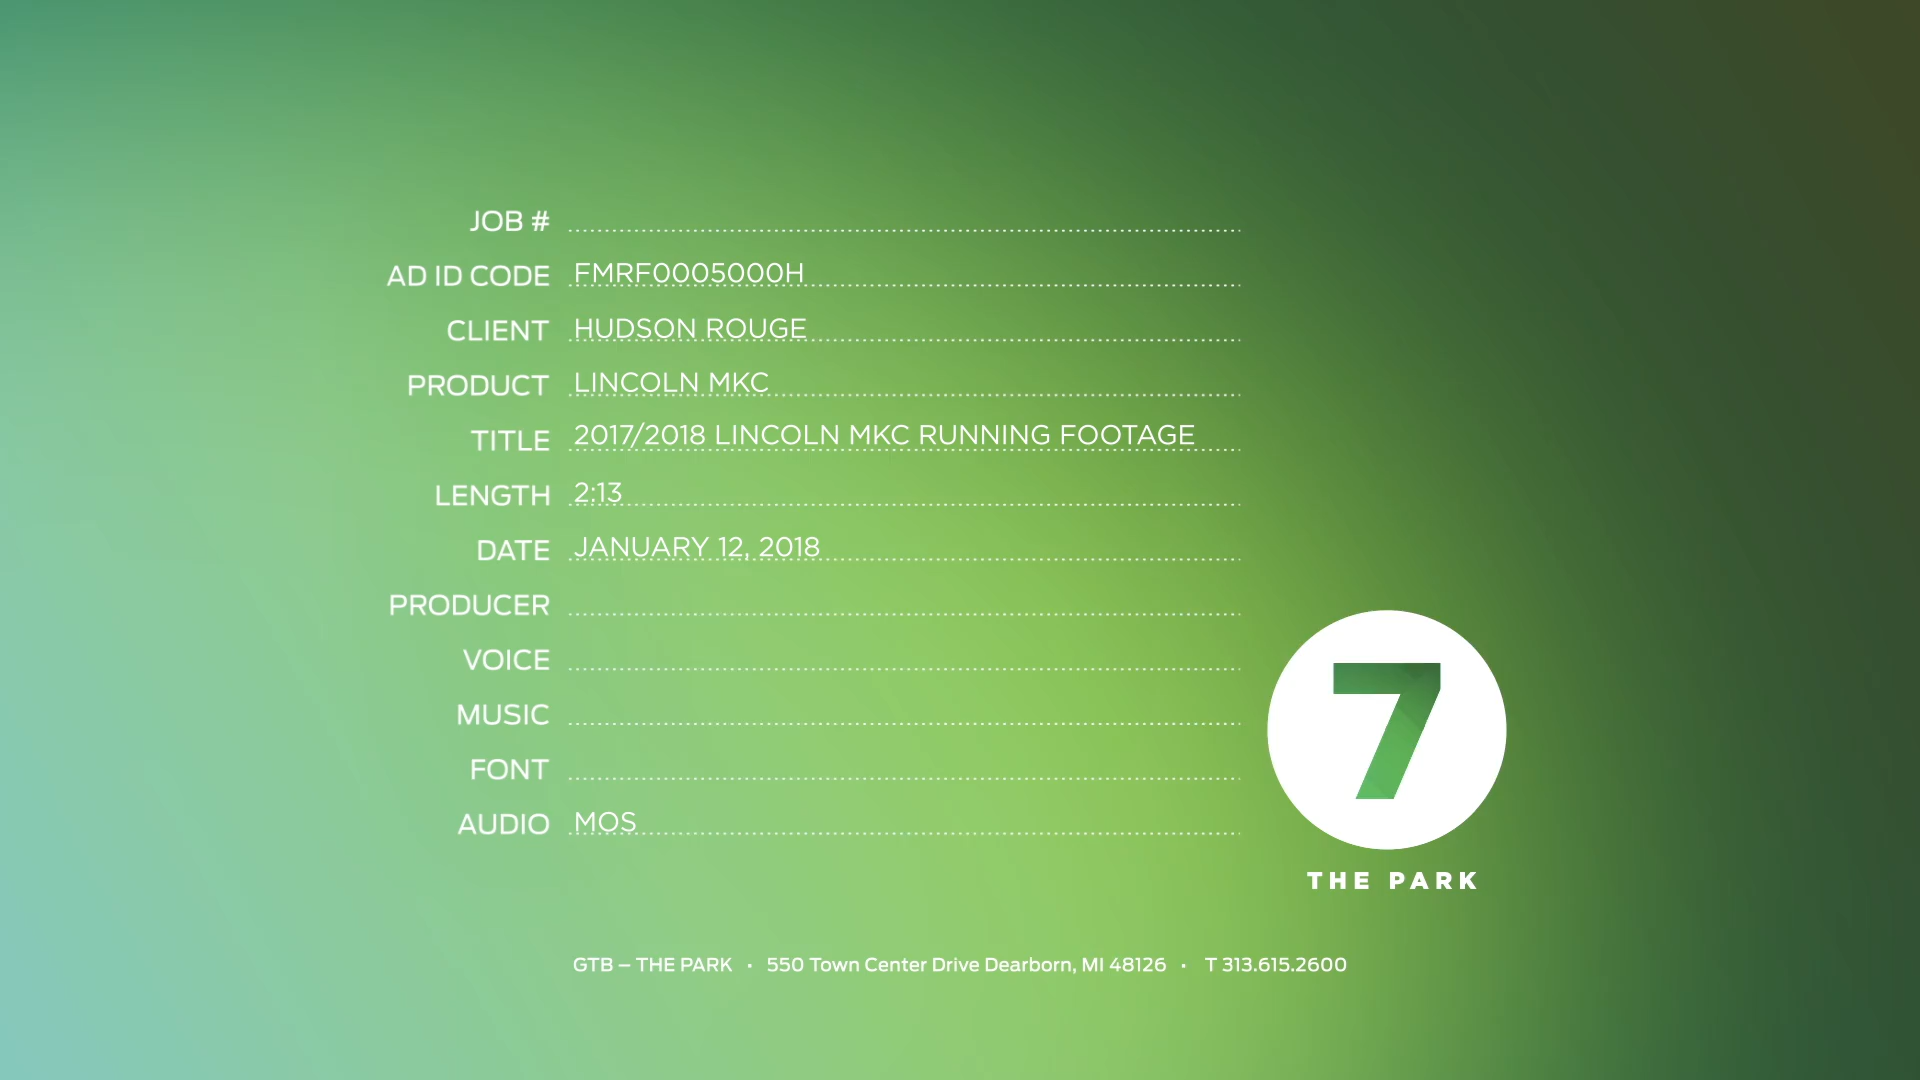 JOB #
AD ID CODE FMRF0005000H
CLIENT HUDSON ROUGE
PRODUCT LINCOLN MKC
TITLE 2017/2018 LINCOLN MKC RUNNING FOOTAGE
LENGTH 2:13
DATE JANUARY 12, 2018
PRODUCER
VOICE
MUSIC
FONT
AUDIO MOS
7
THE PARK
GTB – THE PARK • 550 Town Center Drive Dearborn, MI 48126 • T 313.615.2600